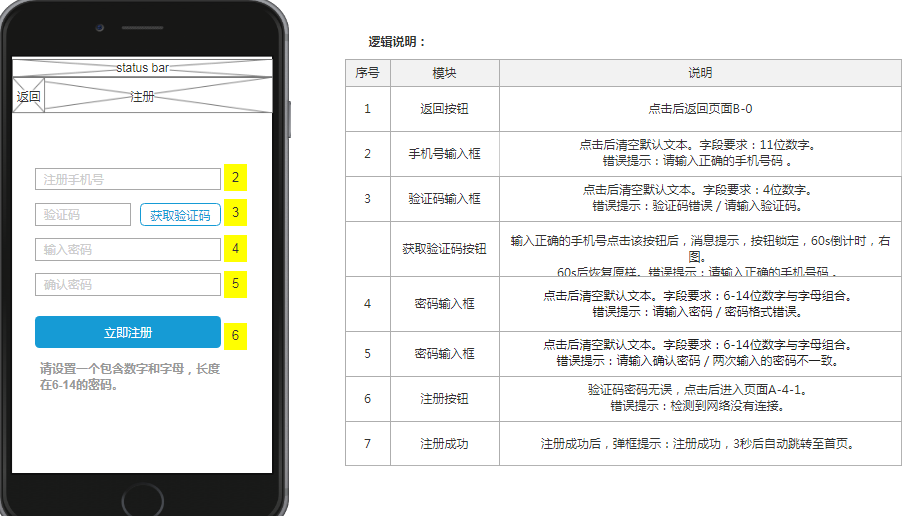 status bar
返回
注册
注册手机号
2
验证码
获取验证码
3
输入密码
4
确认密码
5
立即注册
6
请设置一个包含数字和字母，长度
在6-14的密码。
逻辑说明：
序号 模块 说明
1 返回按钮 点击后返回页面B-0
2 手机号输入框 点击后清空默认文本。字段要求：11位数字。
错误提示：请输入正确的手机号码 。
3 验证码输入框 点击后清空默认文本。字段要求：4位数字。
错误提示：验证码错误 / 请输入验证码。
获取验证码按钮 输入正确的手机号点击该按钮后，消息提示，按钮锁定，60s倒计时，右
图。
60s后恢复原样。错误提示：请输入正确的手机号码 。
4 密码输入框 点击后清空默认文本。字段要求：6-14位数字与字母组合。
错误提示：请输入密码 / 密码格式错误。
5 密码输入框 点击后清空默认文本。字段要求：6-14位数字与字母组合。
错误提示：请输入确认密码 / 两次输入的密码不一致。
6 注册按钮 验证码密码无误，点击后进入页面A-4-1。
错误提示：检测到网络没有连接。
7 注册成功 注册成功后，弹框提示：注册成功，3秒后自动跳转至首页。